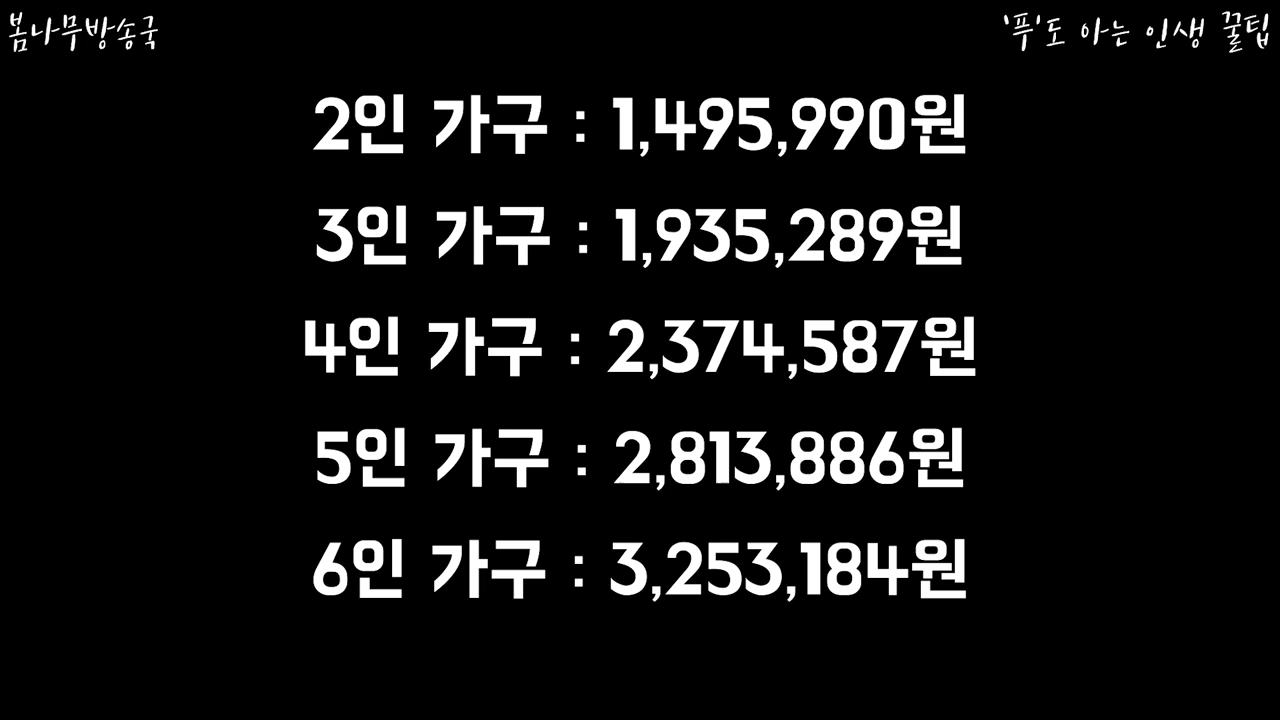 봄나무방송국
'푸'도 아는 인생 꿀팁
2인 가구 : 1,495,990원
3인 가구 : 1,935,289원
4인 가구 : 2,374,587원
5인 가구 : 2,813,886원
6인 가구 : 3,253,184원